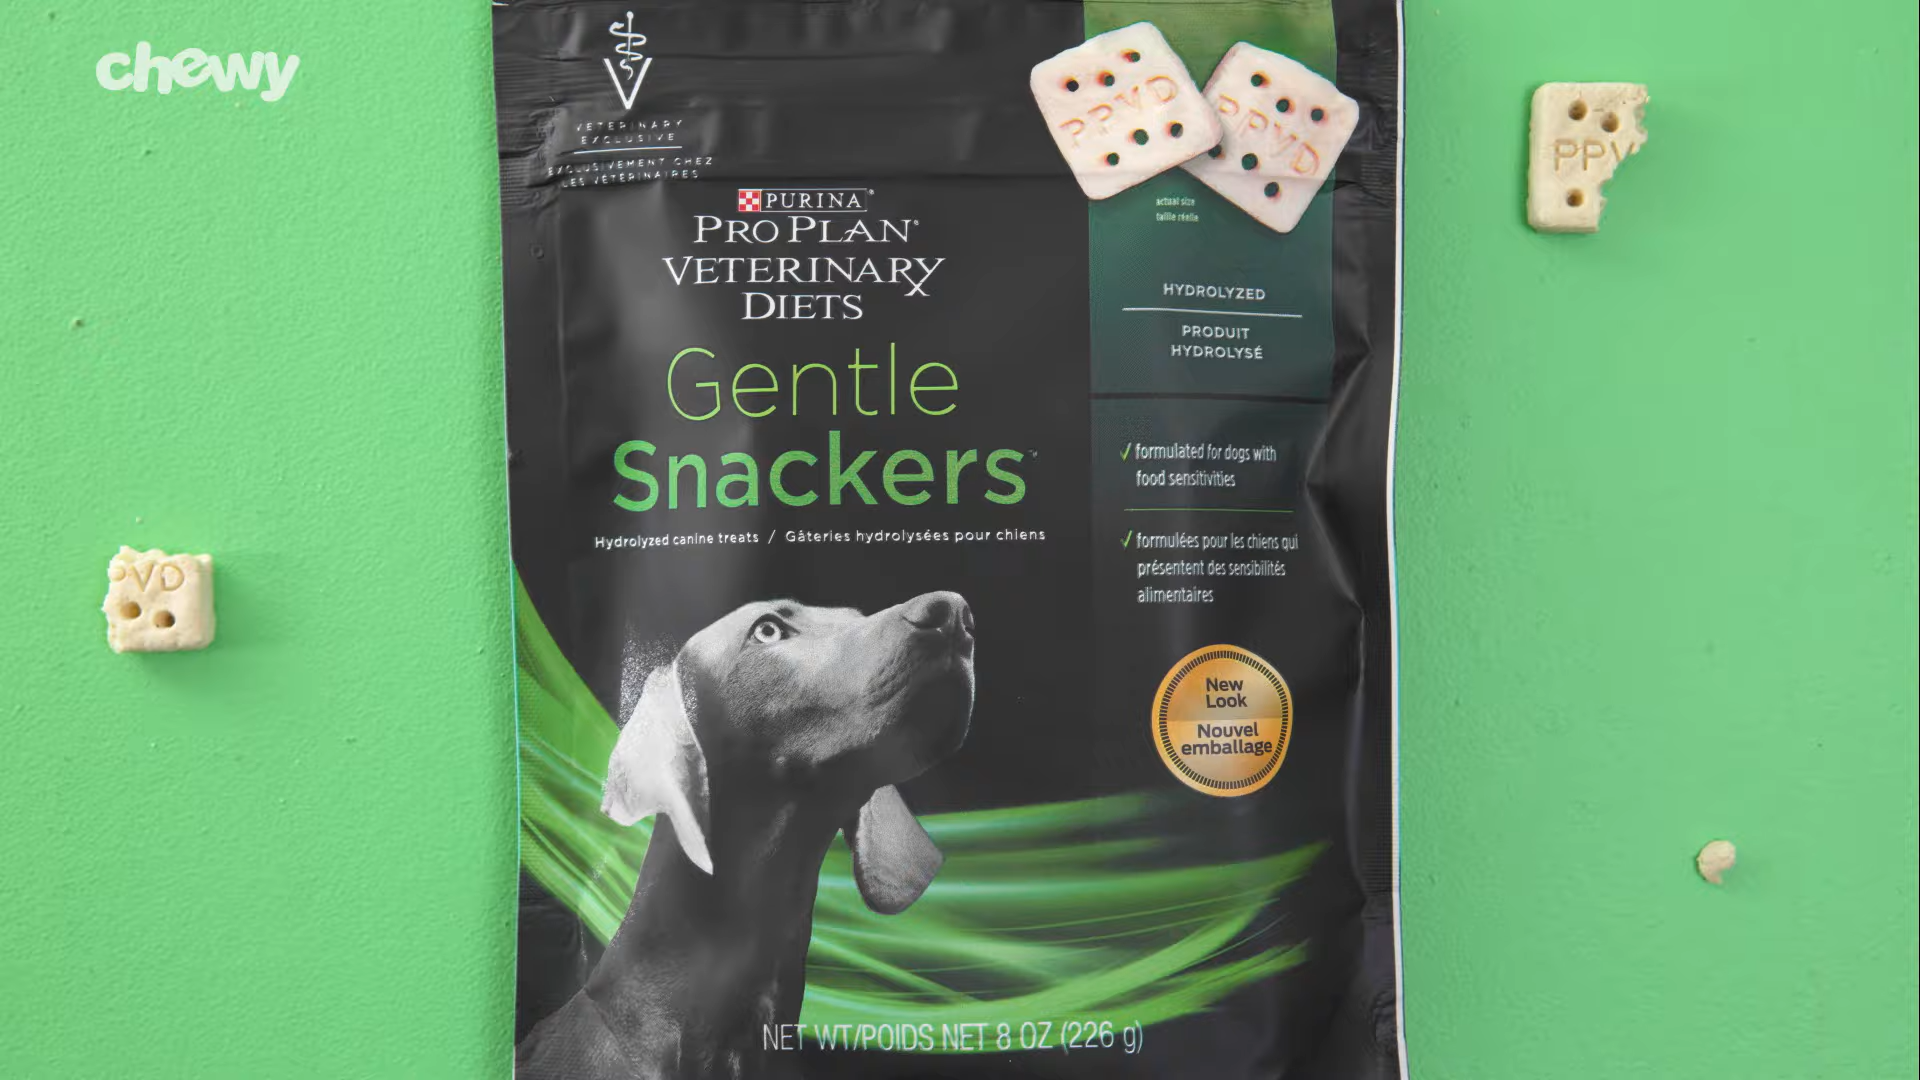 chewy
VETERINARY
EXCLUSIVE
EXCLUSIVEMENT CHEZ
LES VÉTÉRINAIRES
PURINA®
PRO PLAN®
VETERINARY
DIETS
Gentle
Snackers™
Hydrolyzed canine treats / Gâteries hydrolysées pour chiens
PPVD
PPVD
actual size
taille réelle
HYDROLYZED
PRODUIT
HYDROLYSÉ
✓ formulated for dogs with
food sensitivities
✓ formulées pour les chiens qui
présentent des sensibilités
alimentaires
New
Look
Nouvel
emballage
NET WT/POIDS NET 8 OZ (226 g)
PPV
PVD